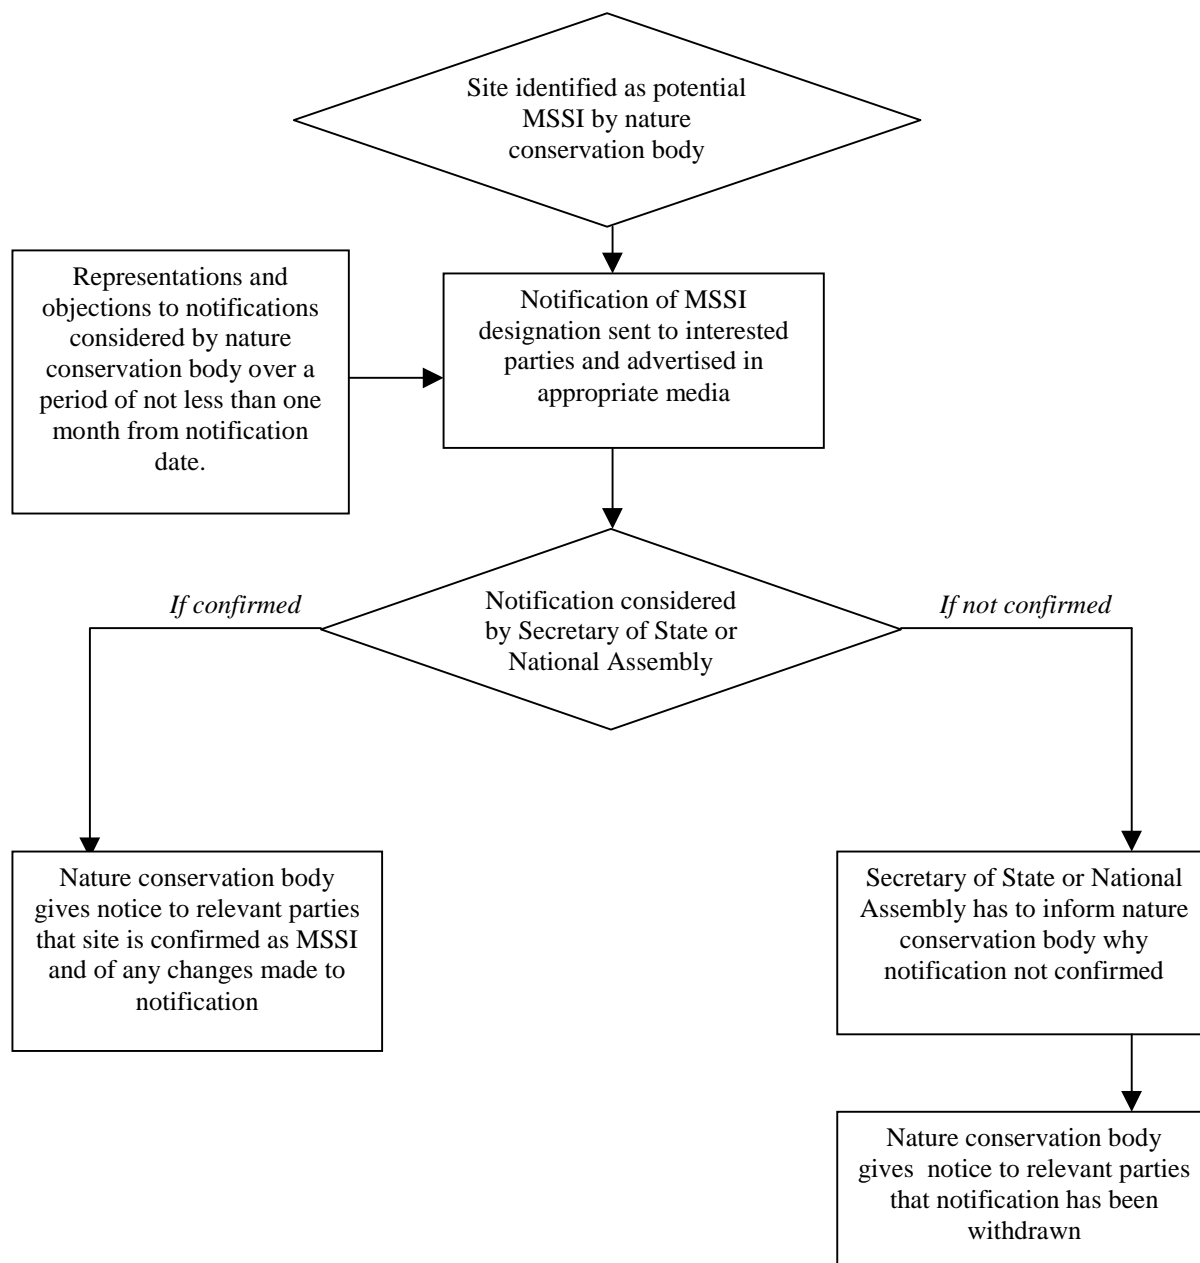 Site identified as potential
MSSI by nature
conservation body
Representations and
objections to notifications
considered by nature
conservation body over a
period of not less than one
month from notification
date.
Notification of MSSI
designation sent to interested
parties and advertised in
appropriate media
If confirmed
Notification considered
by Secretary of State or
National Assembly
If not confirmed
Nature conservation body
gives notice to relevant parties
that site is confirmed as MSSI
and of any changes made to
notification
Secretary of State or National
Assembly has to inform nature
conservation body why
notification not confirmed
Nature conservation body
gives notice to relevant parties
that notification has been
withdrawn